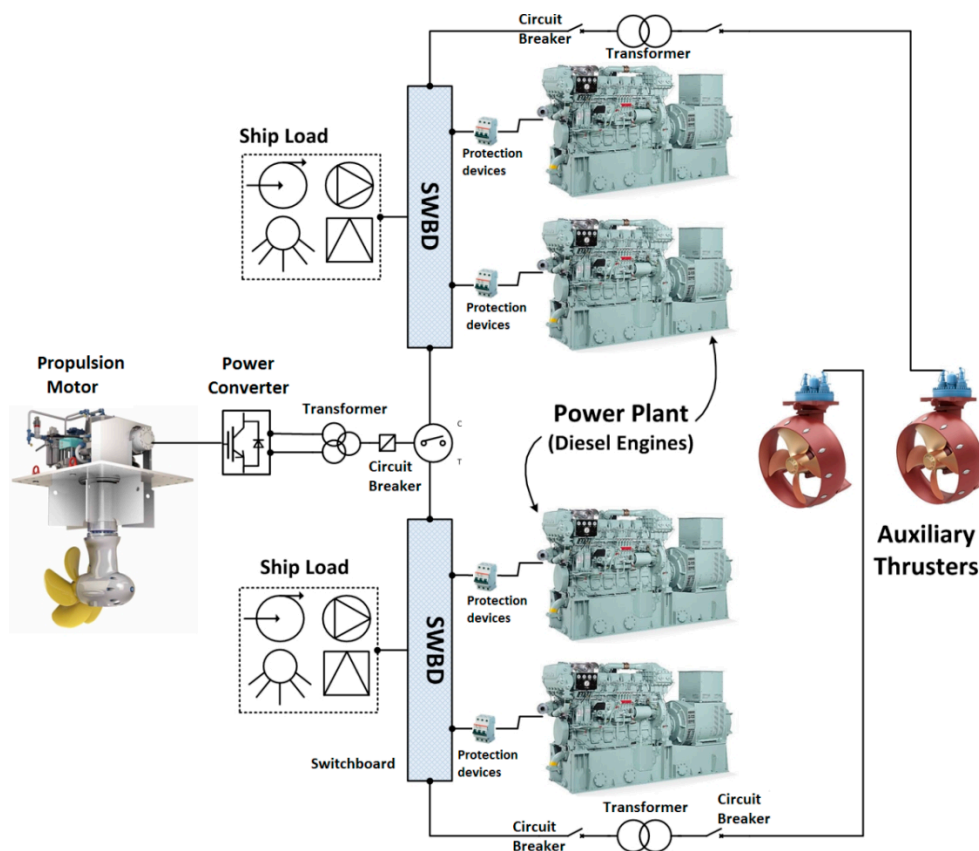 Circuit
Breaker
Transformer
Ship Load
Protection
devices
SWBD
Protection
devices
Propulsion
Motor
Power
Converter
Transformer
C
T
Circuit
Breaker
Power Plant
(Diesel Engines)
Auxiliary
Thrusters
Ship Load
Protection
devices
SWBD
Switchboard
Protection
devices
Circuit
Breaker
Transformer
Circuit
Breaker